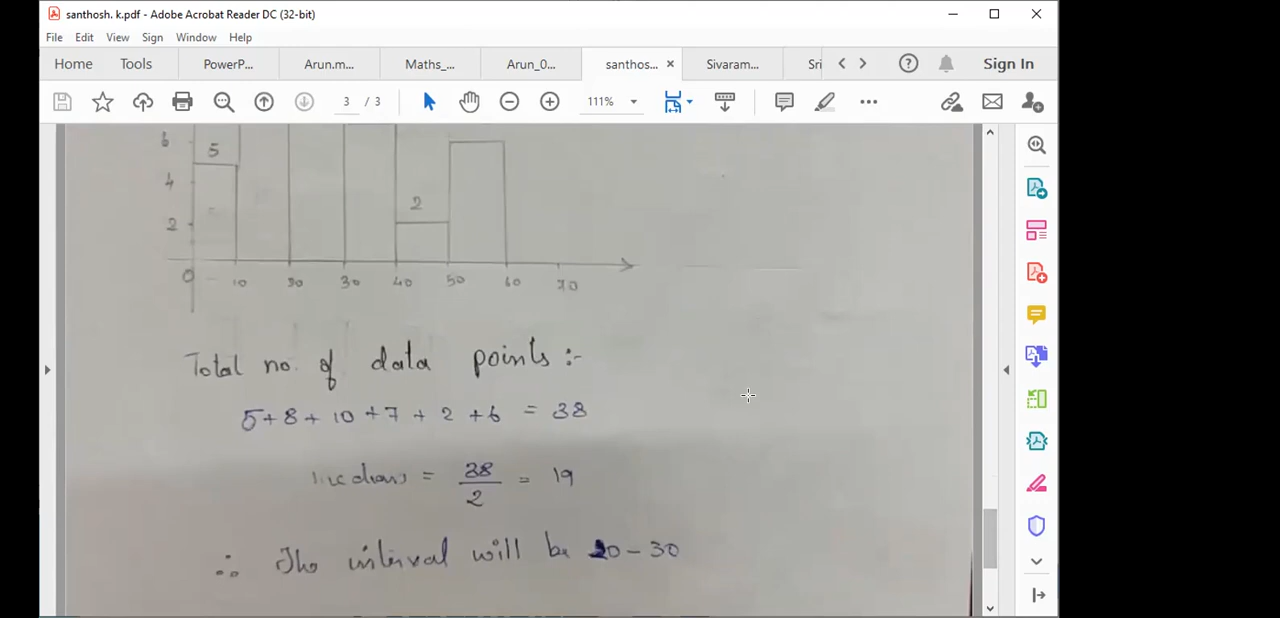 santhosh. k.pdf - Adobe Acrobat Reader DC (32-bit)
File Edit View Sign Window Help
Home Tools PowerP... Arun.m... Maths_... Arun_0... santhos... Sivaram... Sri Sign In
3 / 3 111%
6 5
4
2 2
0 10 20 30 40 50 60 70
Total no. of data points :-
5+8+10+7+2+6 = 38
= 38/2 = 19
∴ The interval will be 20-30